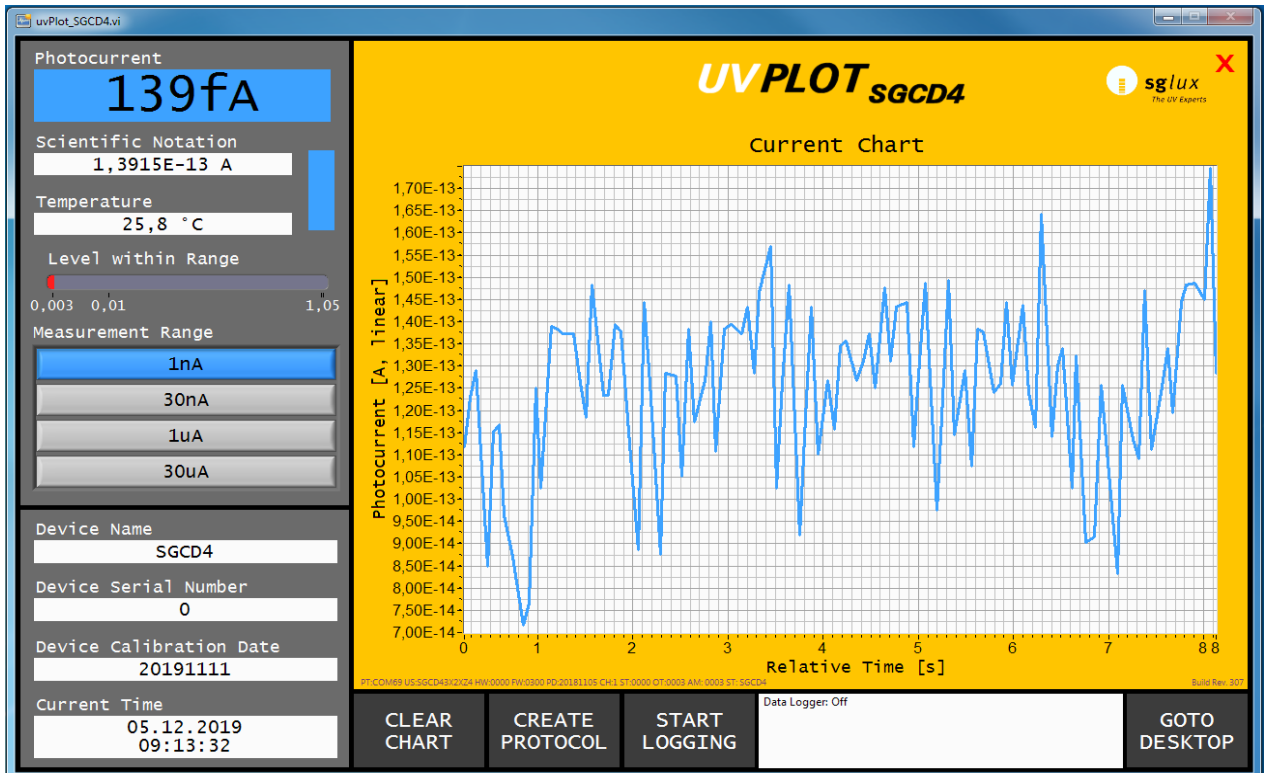 uvPlot_SGCD4.vi
Photocurrent
139fA
Scientific Notation
1,3915E-13 A
Temperature
25,8 °C
Level within Range
0,003 0,01 1,05
Measurement Range
1nA
30nA
1uA
30uA
Device Name
SGCD4
Device Serial Number
0
Device Calibration Date
20191111
Current Time
05.12.2019
09:13:32
UVPLOT SGCD4
sglux
The UV Experts
X
Current Chart
Photocurrent [A, linear]
1,70E-13
1,65E-13
1,60E-13
1,55E-13
1,50E-13
1,45E-13
1,40E-13
1,35E-13
1,30E-13
1,25E-13
1,20E-13
1,15E-13
1,10E-13
1,05E-13
1,00E-13
9,50E-14
9,00E-14
8,50E-14
8,00E-14
7,50E-14
7,00E-14
0 1 2 3 4 5 6 7 8 8
Relative Time [s]
PT:COM69 US:SGCD43X2XZ4 HW:0000 FW:0300 PD:20181105 CH:1 ST:0000 OT:0003 AM: 0003 ST: SGCD4
Build Rev. 307
CLEAR
CHART
CREATE
PROTOCOL
START
LOGGING
Data Logger: Off
GOTO
DESKTOP